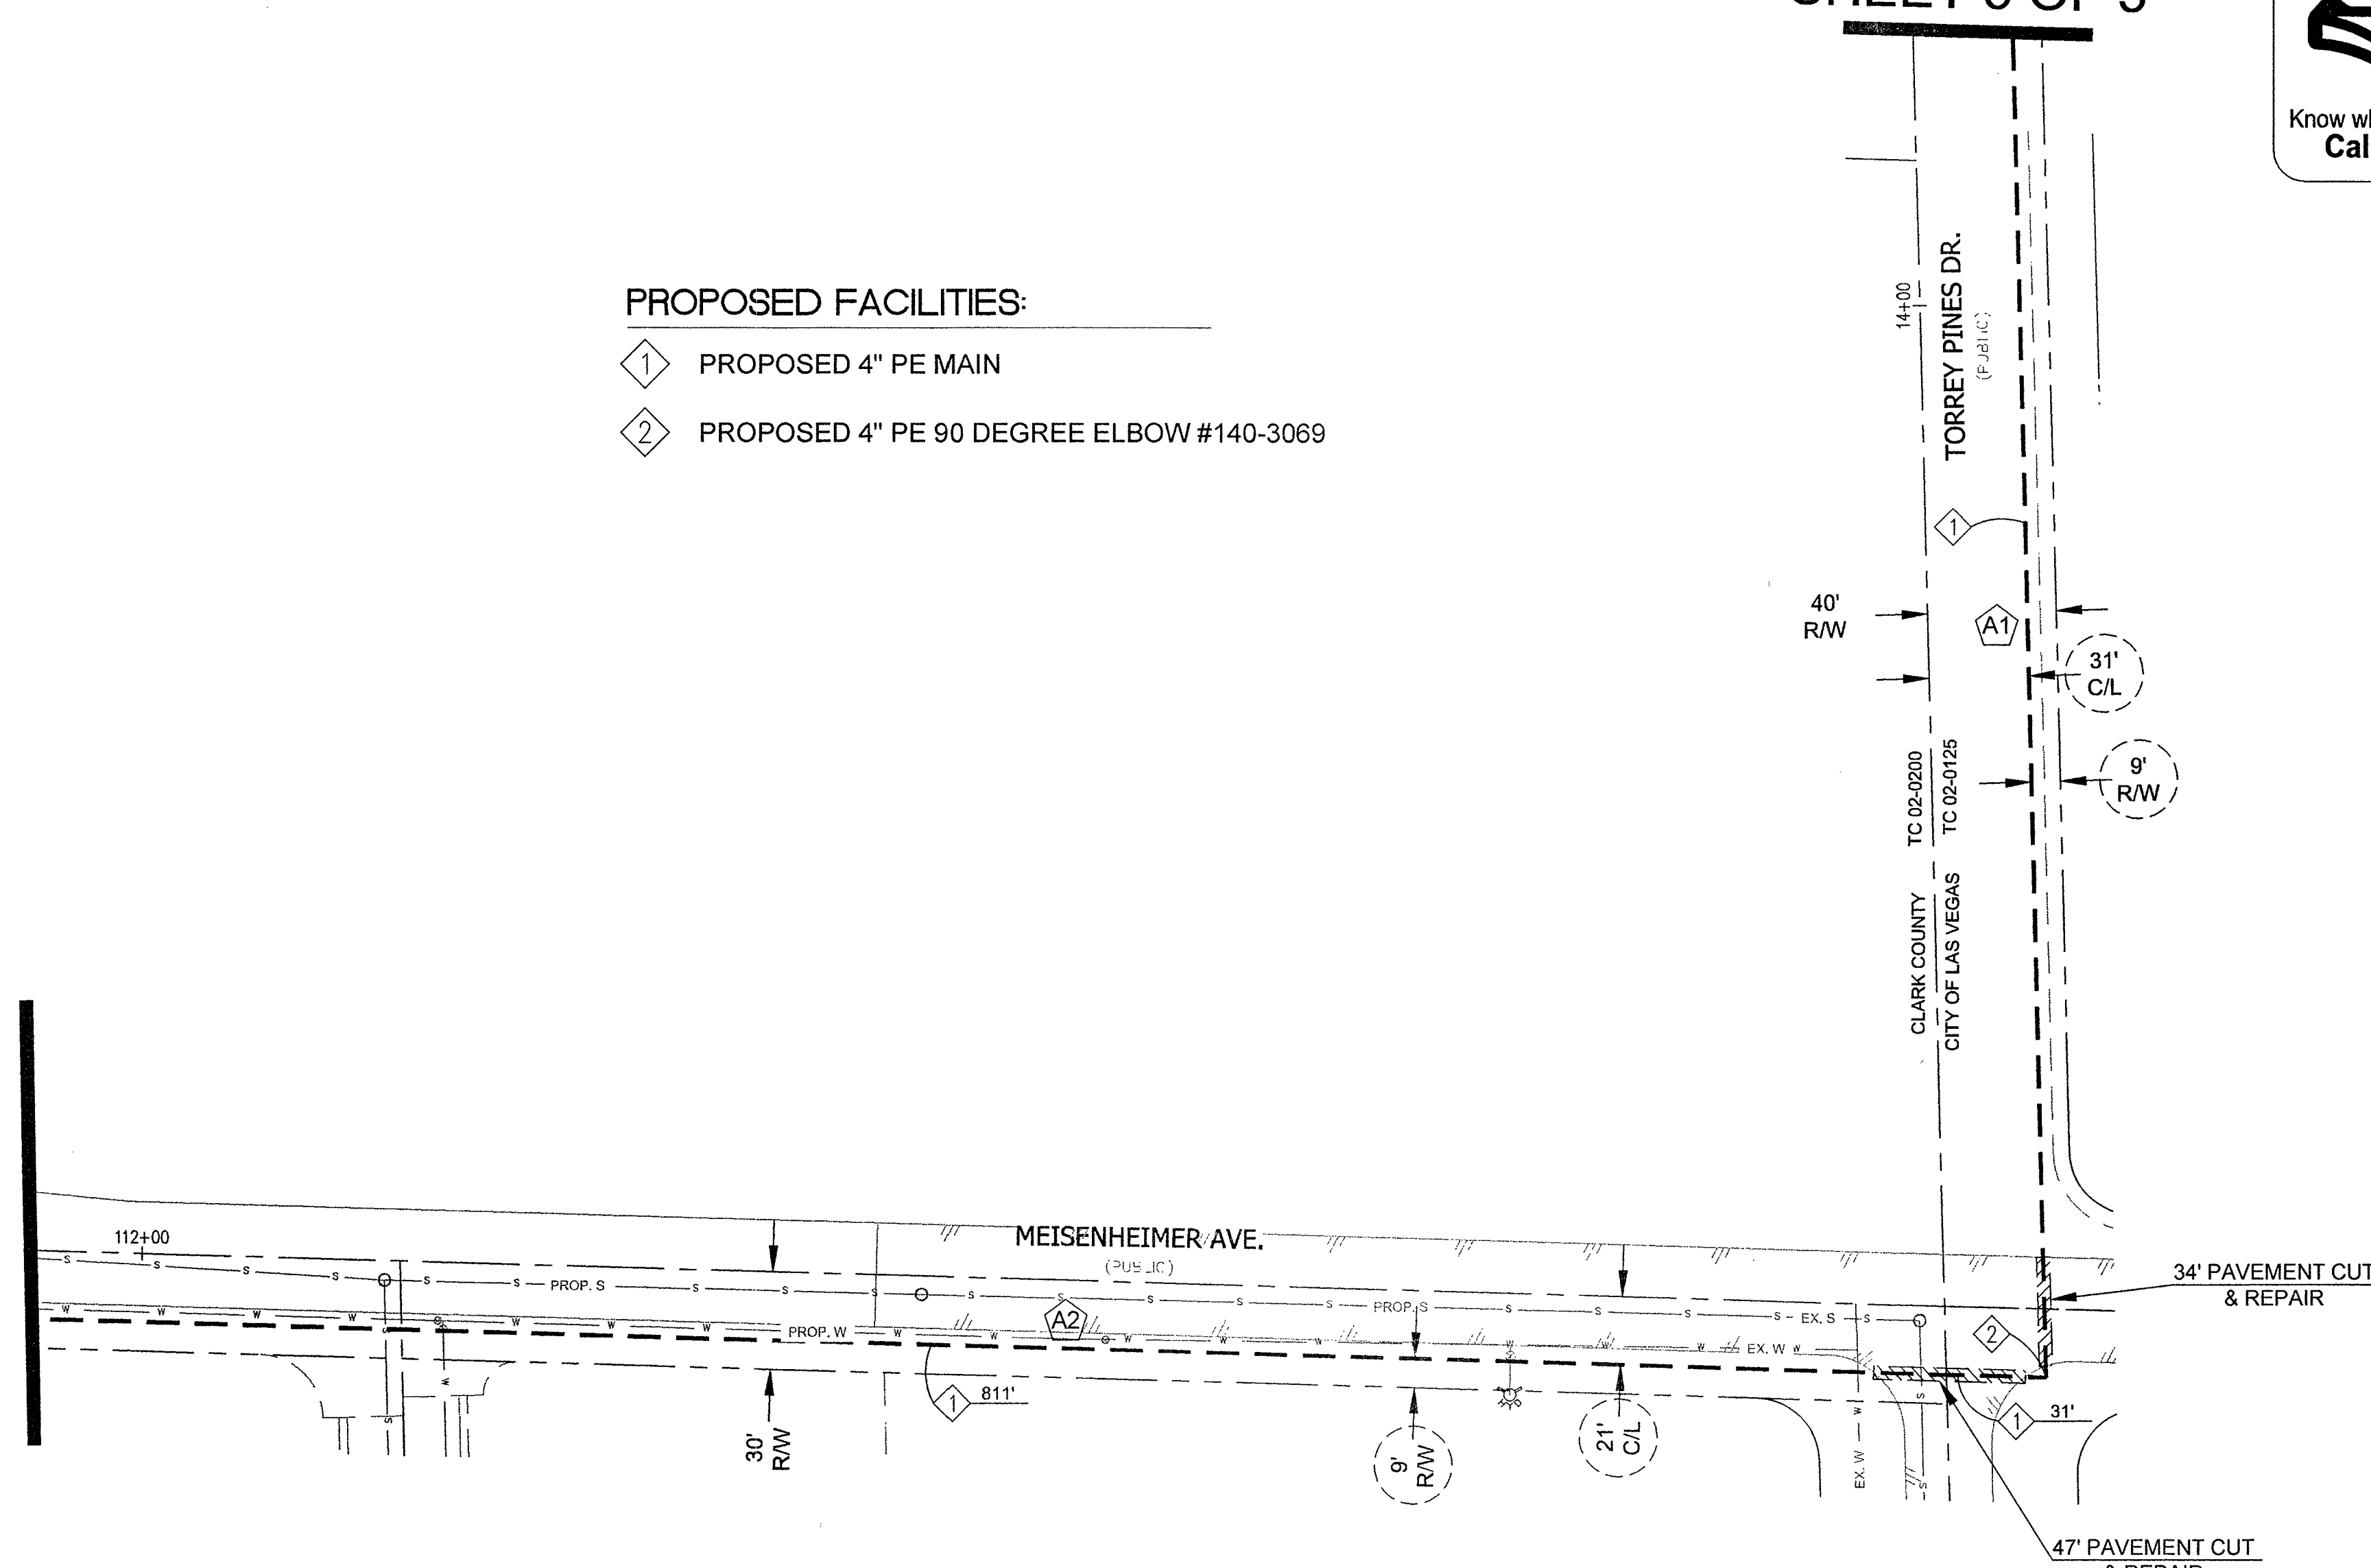 Know
Cal
PROPOSED FACILITIES:
1 PROPOSED 4" PE MAIN
2 PROPOSED 4" PE 90 DEGREE ELBOW #140-3069
14+00
TORREY PINES DR.
(PUBLIC)
1
40'
R/W
A1
31'
C/L
9'
R/W
TC 02-0200
TC 02-0125
CLARK COUNTY
CITY OF LAS VEGAS
112+00
MEISENHEIMER AVE.
(PUBLIC)
S S S S S S PROP. S S S S S S S PROP. S S S S S EX. S S
W W W W W W W W PROP. W W W W W W W W EX. W W
A2
2
34' PAVEMENT CUT
& REPAIR
1 811'
30'
R/W
9'
R/W
21'
C/L
EX. W W
S
1 31'
47' PAVEMENT CUT
& REPAIR